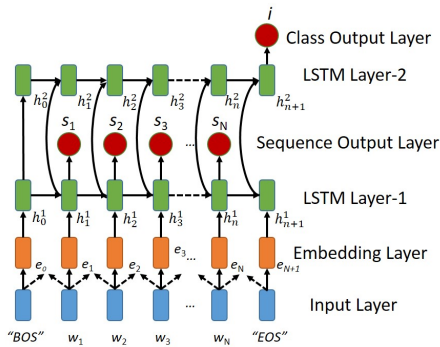 i
Class Output Layer
LSTM Layer-2
h_0^2 h_1^2 h_2^2 h_3^2 h_n^2 h_{n+1}^2
s_1 s_2 s_3 ... s_N
Sequence Output Layer
LSTM Layer-1
h_0^1 h_1^1 h_2^1 h_3^1 h_n^1 h_{n+1}^1
Embedding Layer
e_o e_1 e_2 e_3 ... e_N e_{N+1}
Input Layer
...
"BOS" w_1 w_2 w_3 w_N "EOS"